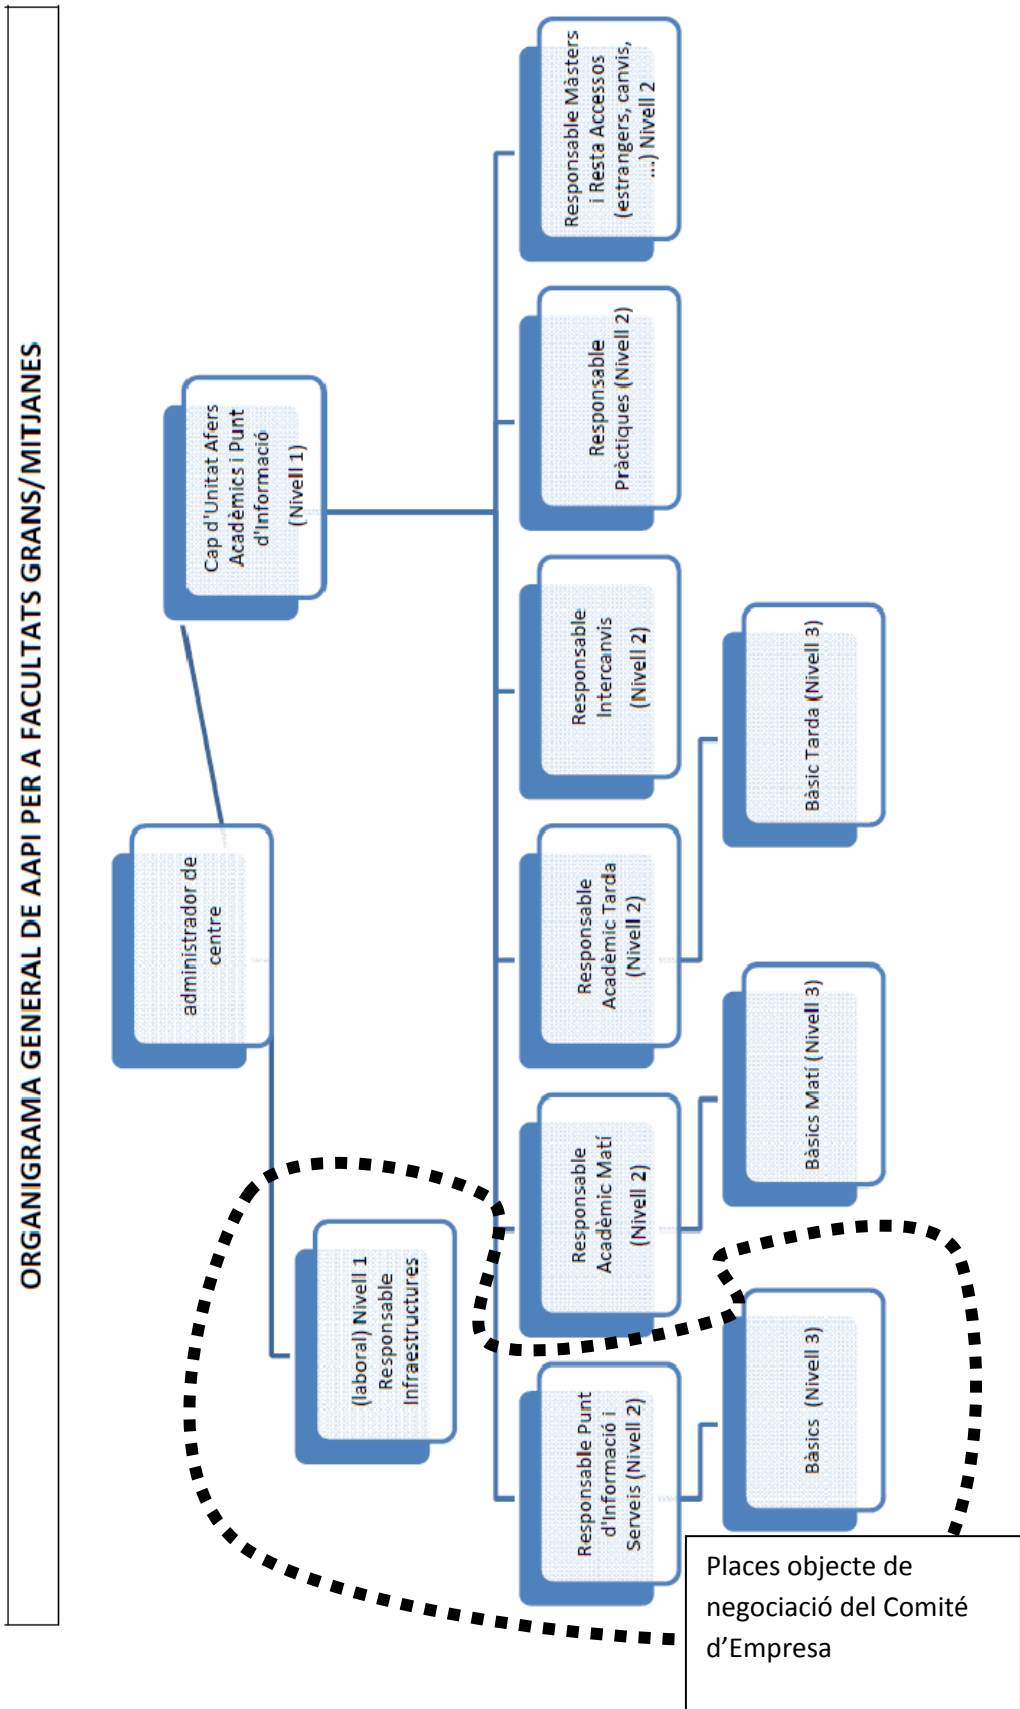 ORGANIGRAMA GENERAL DE AAPI PER A FACULTATS GRANS/MITJANES
administrador de
centre
(laboral) Nivell 1
Responsable
Infraestructures
Cap d'Unitat Afers
Acadèmics i Punt
d'Informació
(Nivell 1)
Responsable Punt
d'Informació i
Serveis (Nivell 2)
Responsable
Acadèmic Matí
(Nivell 2)
Responsable
Acadèmic Tarda
(Nivell 2)
Responsable
Intercanvis
(Nivell 2)
Responsable
Pràctiques (Nivell 2)
Responsable Màsters
i Resta Accessos
(estrangers, canvis,
...) Nivell 2
Bàsics (Nivell 3)
Bàsics Matí (Nivell 3)
Bàsic Tarda (Nivell 3)
Places objecte de
negociació del Comité
d’Empresa